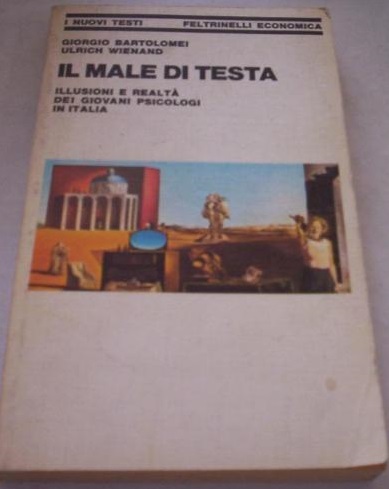 I NUOVI TESTI FELTRINELLI ECONOMICA
GIORGIO BARTOLOMEI
ULRICH WIENAND
IL MALE DI TESTA
ILLUSIONI E REALTÀ
DEI GIOVANI PSICOLOGI
IN ITALIA